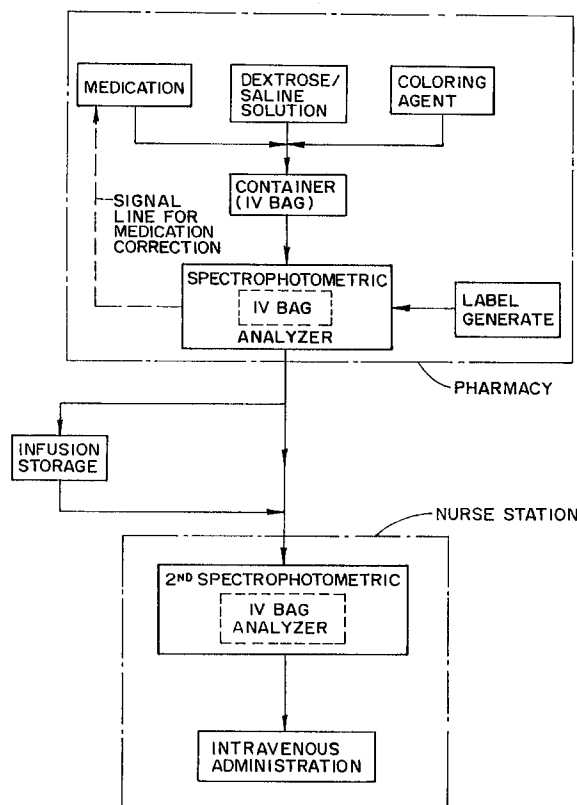 MEDICATION
DEXTROSE/
SALINE
SOLUTION
COLORING
AGENT
SIGNAL
LINE FOR
MEDICATION
CORRECTION
CONTAINER
(IV BAG)
SPECTROPHOTOMETRIC
IV BAG
ANALYZER
LABEL
GENERATE
PHARMACY
INFUSION
STORAGE
NURSE STATION
2ND SPECTROPHOTOMETRIC
IV BAG
ANALYZER
INTRAVENOUS
ADMINISTRATION